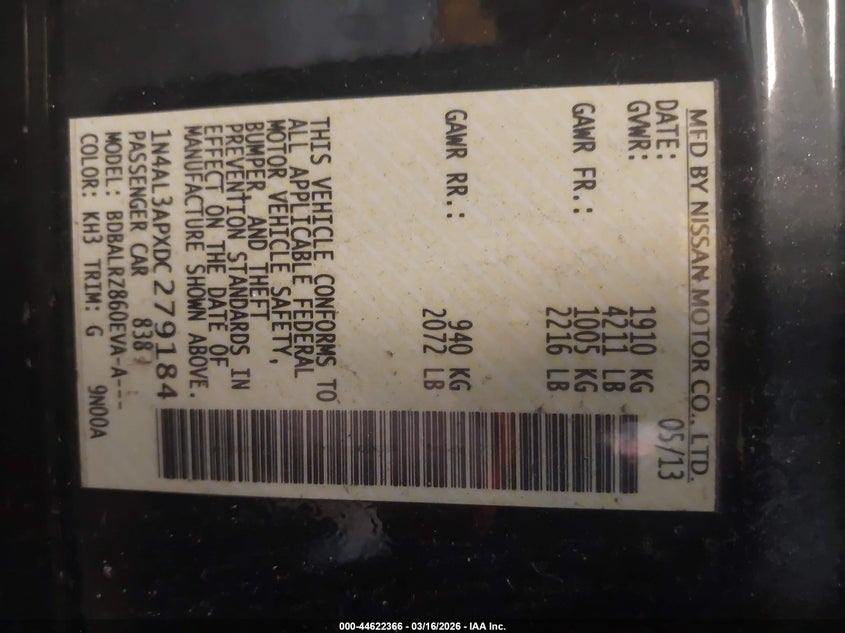 MFD BY NISSAN MOTOR CO., LTD.
DATE: 05/13
GVWR: 1910 KG
4211 LB
GAWR FR.: 1005 KG
2216 LB
GAWR RR.: 940 KG
2072 LB
THIS VEHICLE CONFORMS TO
ALL APPLICABLE FEDERAL
MOTOR VEHICLE SAFETY,
BUMPER, AND THEFT
PREVENTION STANDARDS IN
EFFECT ON THE DATE OF
MANUFACTURE SHOWN ABOVE.
1N4AL3APXDC279184
PASSENGER CAR 838
MODEL: BDBALRZ860EVA-A---
COLOR: KH3 TRIM: G 9N00A
000-44622366 - 03/16/2026 - IAA Inc.